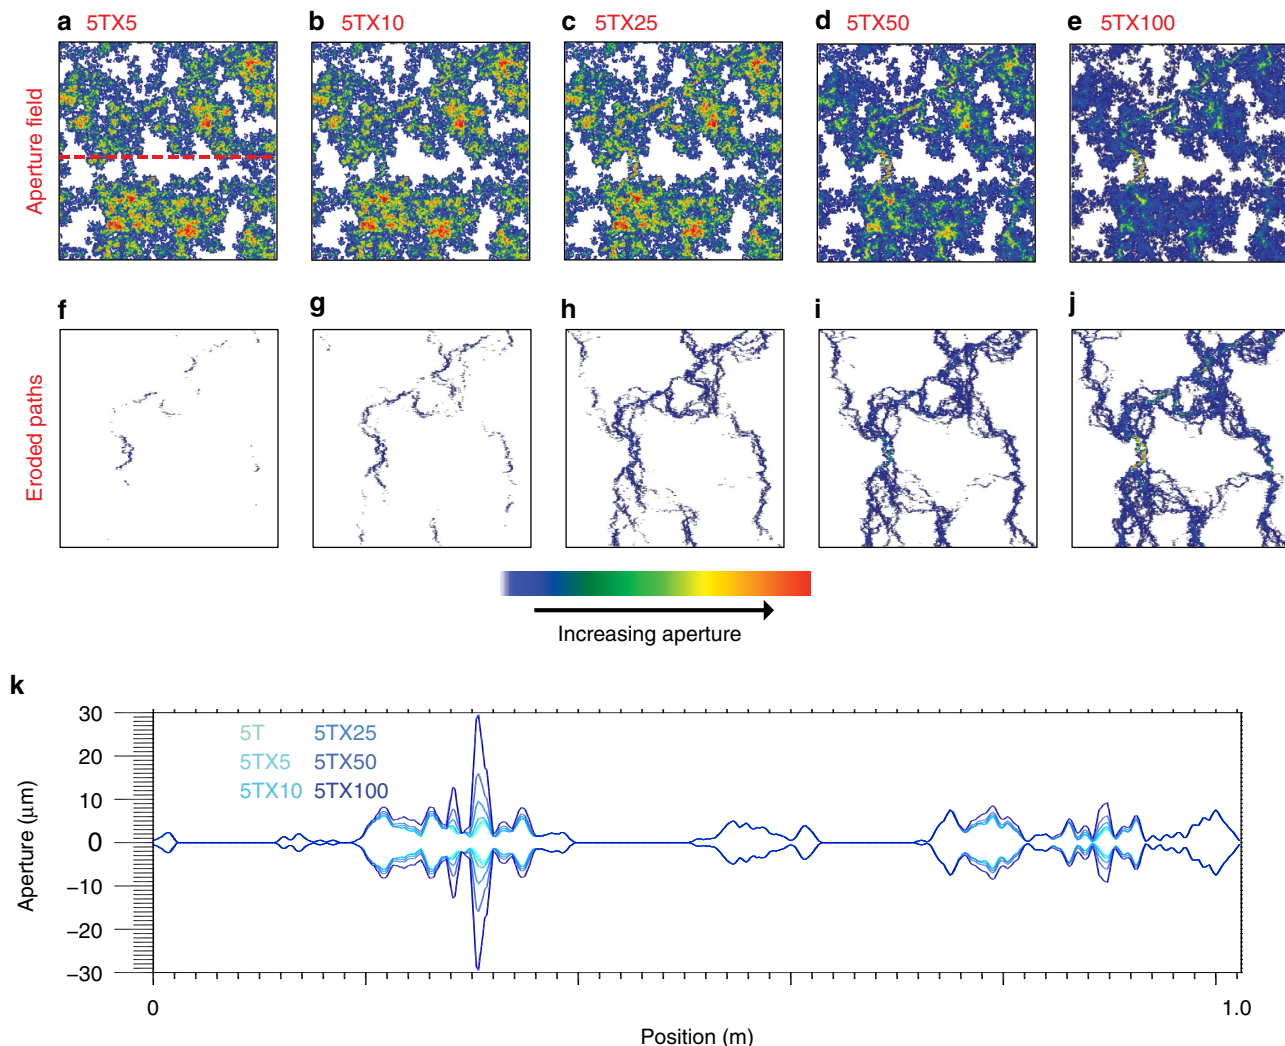 a 5TX5
b 5TX10
c 5TX25
d 5TX50
e 5TX100
Aperture field
f
g
h
i
j
Eroded paths
Increasing aperture
k
30
20
10
0
−10
−20
−30
Aperture (μm)
5T 5TX25
5TX5 5TX50
5TX10 5TX100
0 1.0
Position (m)